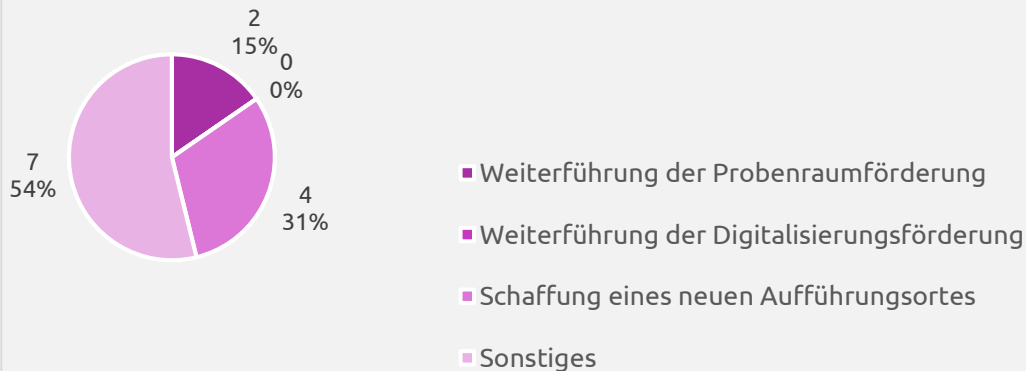 2
15%
0
0%
7
54%
4
31%
Weiterführung der Probenraumförderung
Weiterführung der Digitalisierungsförderung
Schaffung eines neuen Aufführungsortes
Sonstiges